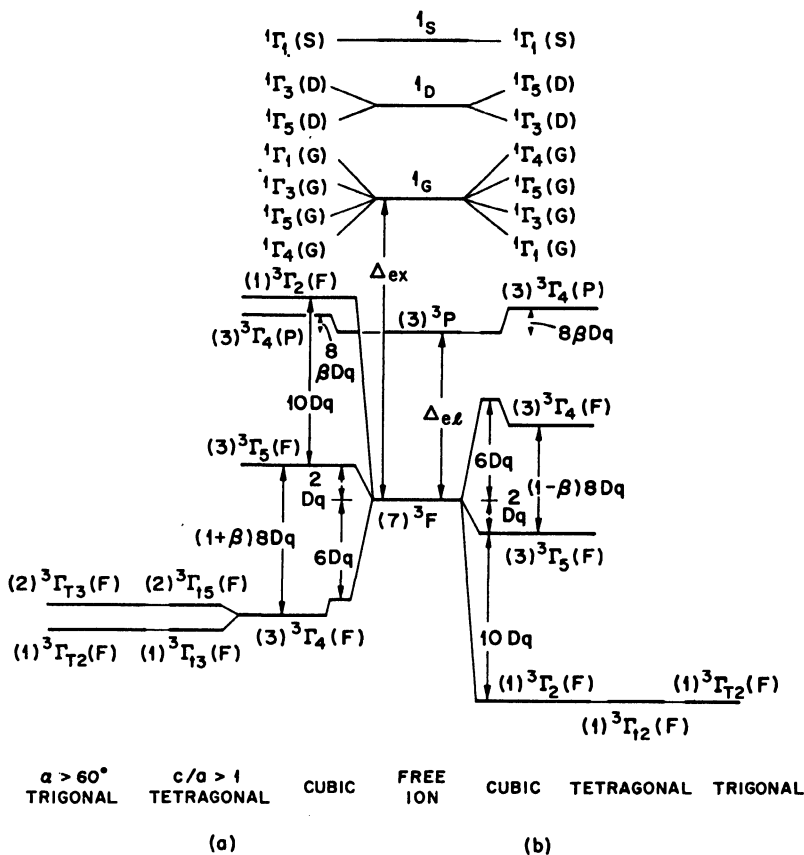 ¹S
¹Γ₁(S) ¹Γ₁(S)
¹Γ₃(D) ¹D ¹Γ₅(D)
¹Γ₅(D) ¹Γ₃(D)
¹Γ₁(G) ¹Γ₄(G)
¹Γ₃(G) ¹G ¹Γ₅(G)
¹Γ₅(G) ¹Γ₃(G)
¹Γ₄(G) ¹Γ₁(G)
Δex
(1)³Γ₂(F) (3)³Γ₄(P)
(3)³P
(3)³Γ₄(P) 8 βDq 8βDq
10Dq Δeℓ
(3)³Γ₄(F)
(3)³Γ₅(F) 6Dq
2 Dq 2 Dq (1-β)8Dq
(7)³F
(1+β)8Dq 6Dq (3)³Γ₅(F)
(2)³ΓT3(F) (2)³Γt5(F)
(1)³ΓT2(F) (1)³Γt3(F) (3)³Γ₄(F) 10 Dq
(1)³Γ₂(F) (1)³ΓT2(F)
(1)³Γt2(F)
α > 60° c/a > 1 CUBIC FREE CUBIC TETRAGONAL TRIGONAL
TRIGONAL TETRAGONAL ION
(a) (b)